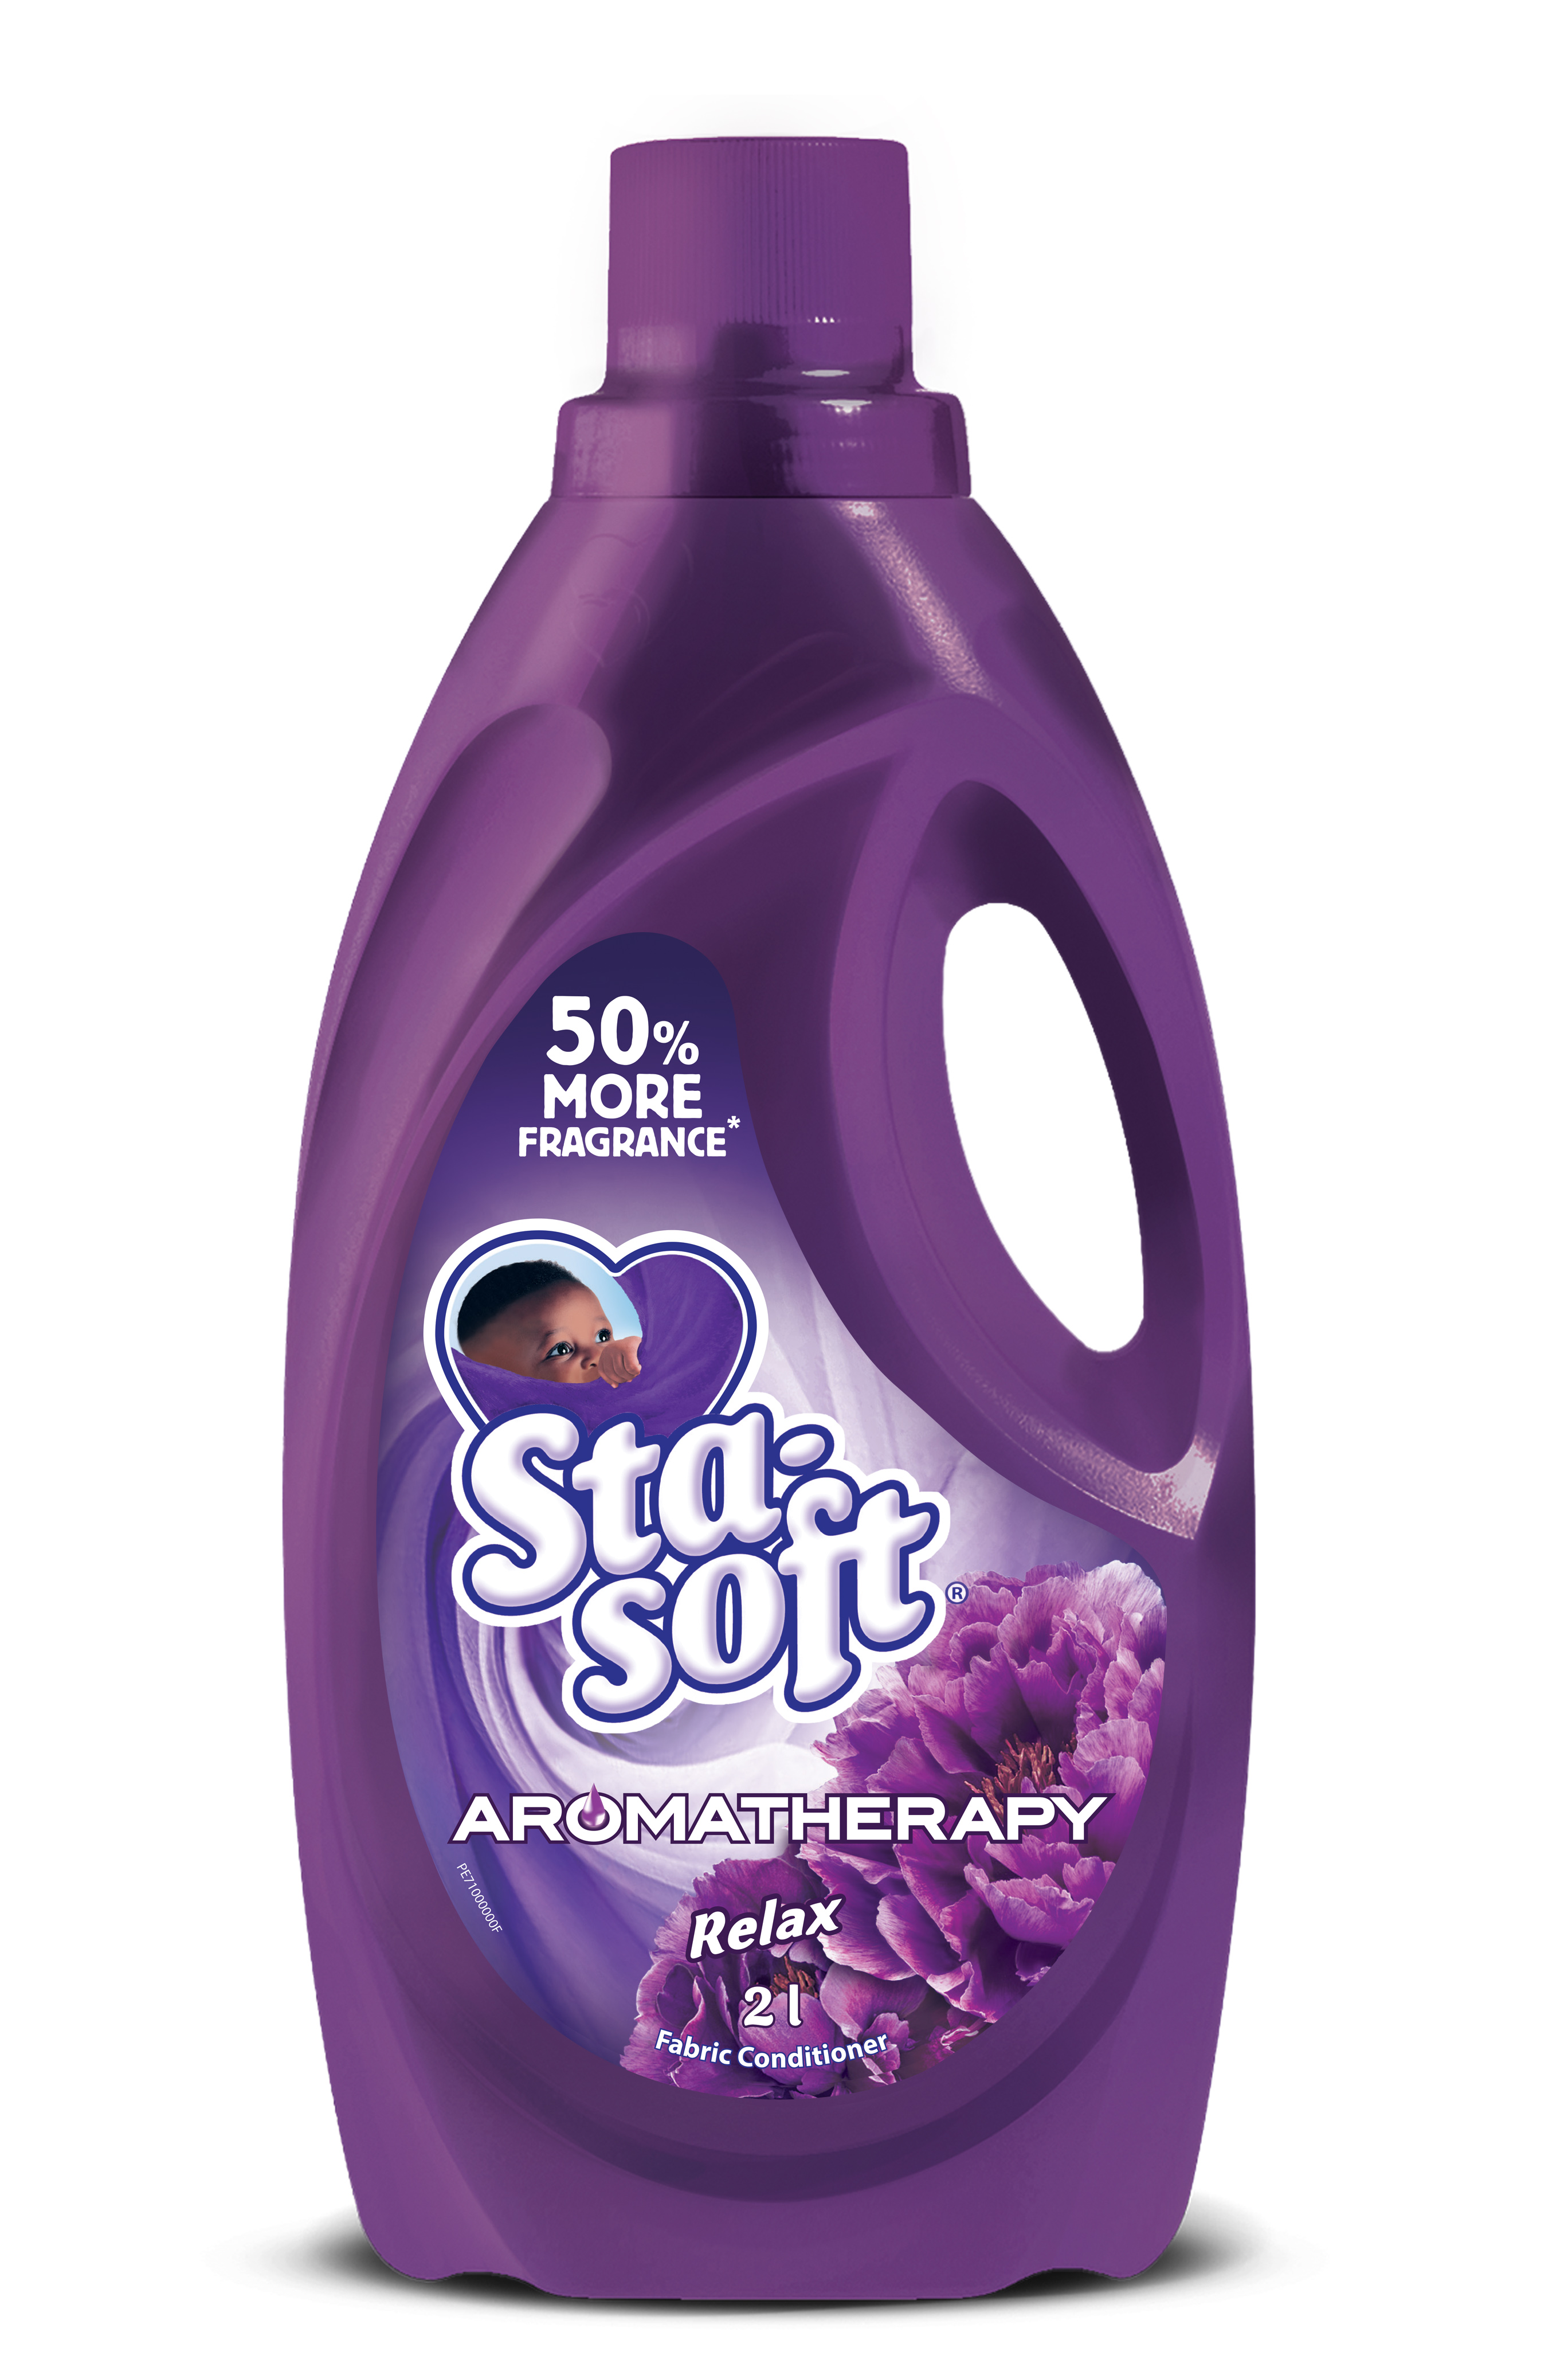 50%
MORE
FRAGRANCE*
Sta-
soft®
AROMATHERAPY
PE71000000F
Relax
2 l
Fabric Conditioner